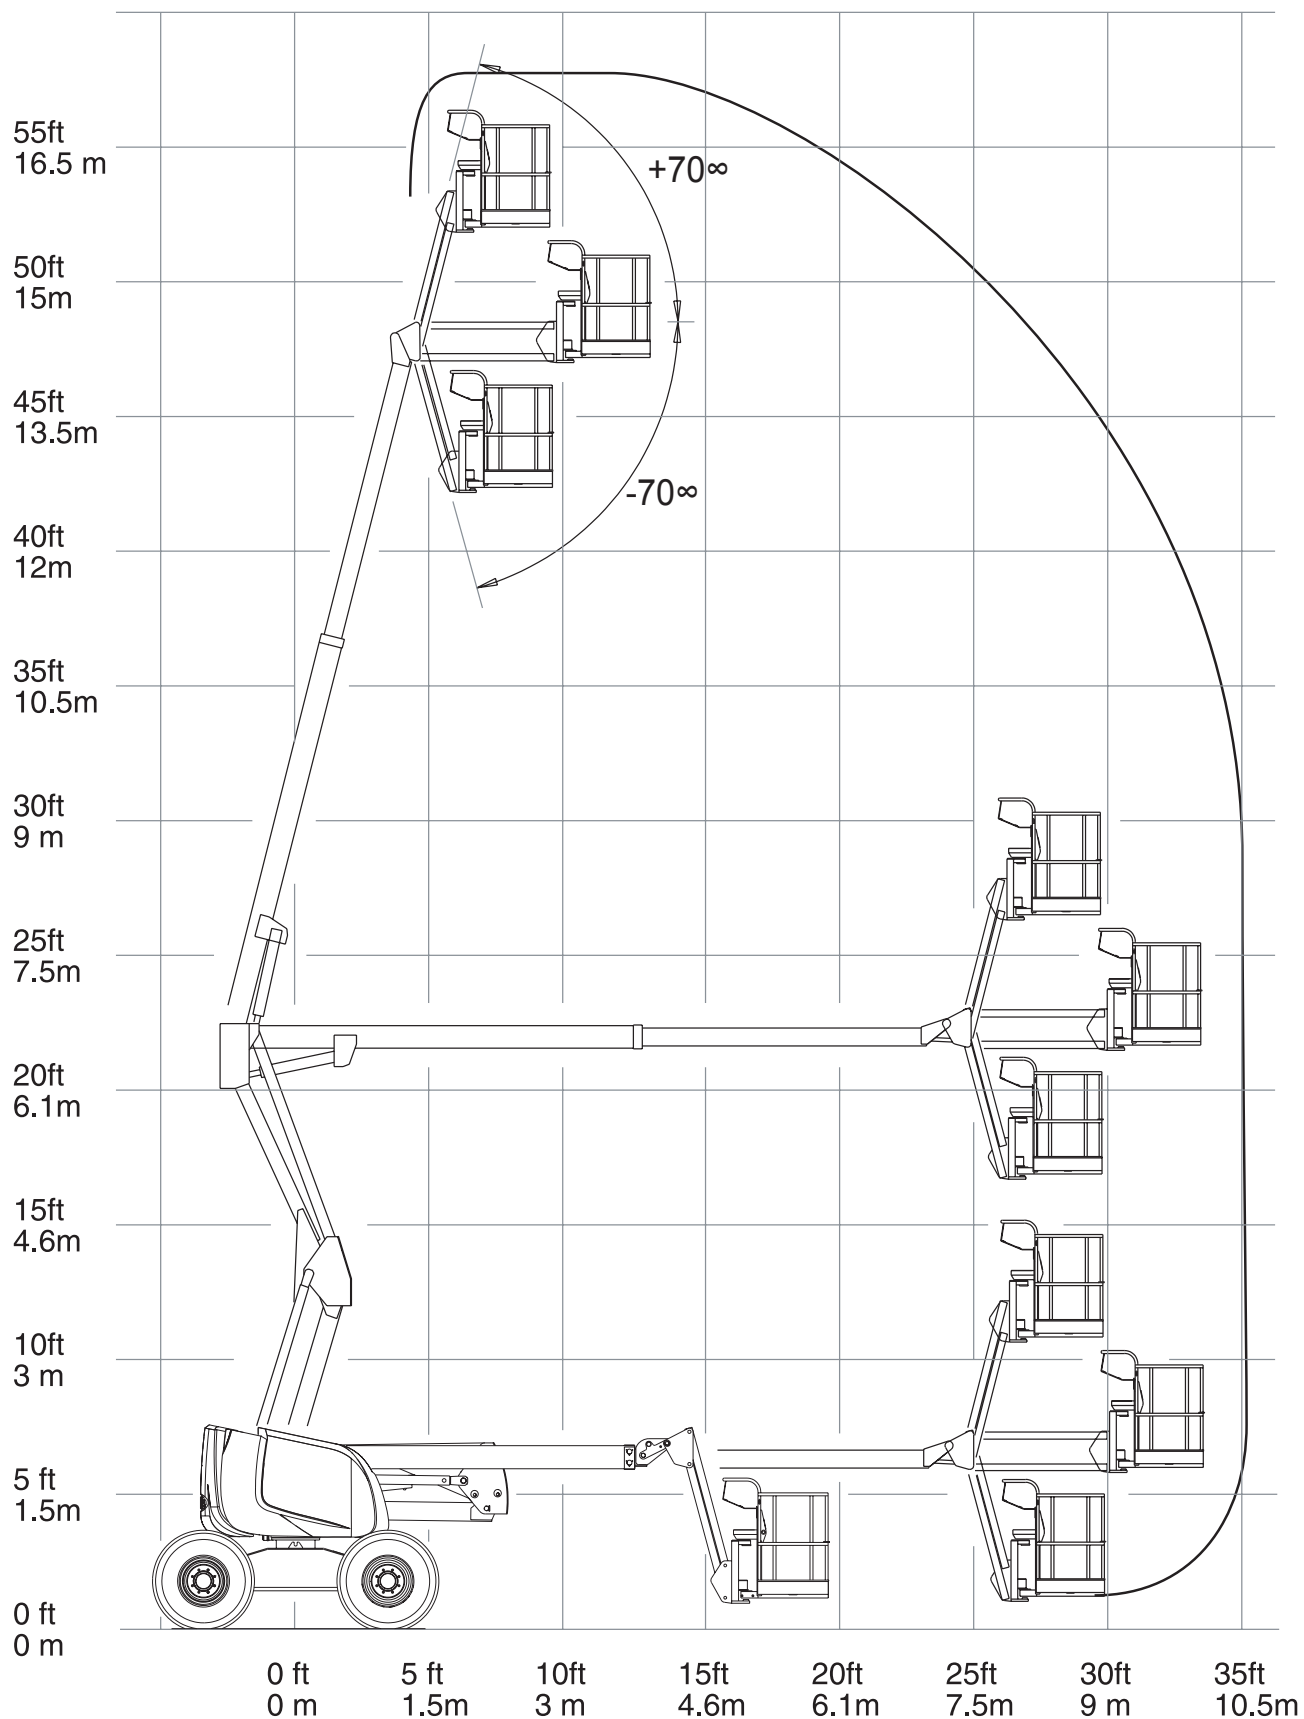 55ft
16.5 m
+70∞
50ft
15m
45ft
13.5m
-70∞
40ft
12m
35ft
10.5m
30ft
9 m
25ft
7.5m
20ft
6.1m
15ft
4.6m
10ft
3 m
5 ft
1.5m
0 ft
0 m
0 ft 5 ft 10ft 15ft 20ft 25ft 30ft 35ft
0 m 1.5m 3 m 4.6m 6.1m 7.5m 9 m 10.5m